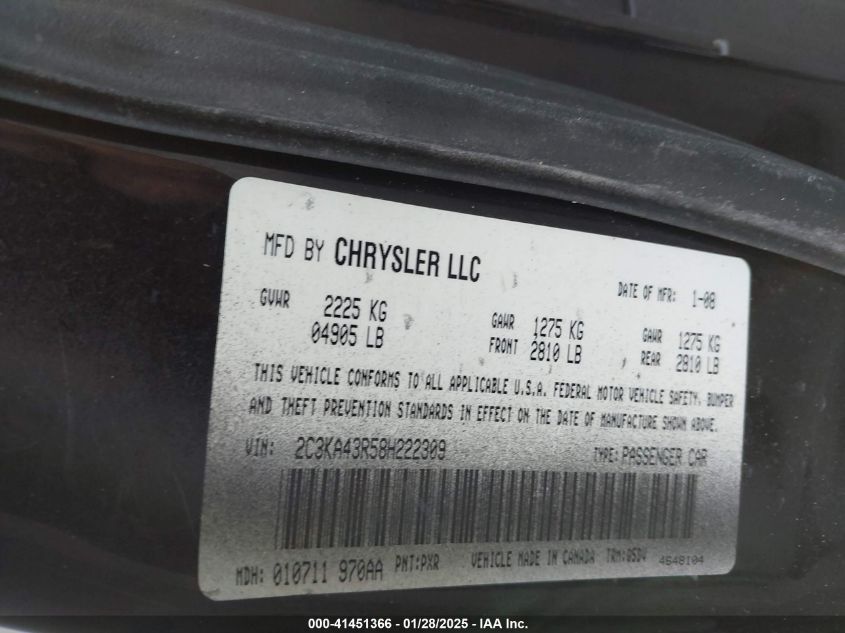 MFD BY CHRYSLER LLC
DATE OF MFR: 1-08
GVWR 2225 KG
04905 LB
GAWR FRONT 1275 KG
2810 LB
GAWR REAR 1275 KG
2810 LB
THIS VEHICLE CONFORMS TO ALL APPLICABLE U.S.A. FEDERAL MOTOR VEHICLE SAFETY, BUMPER
AND THEFT PREVENTION STANDARDS IN EFFECT ON THE DATE OF MANUFACTURE SHOWN ABOVE.
VIN: 2C3KA43R58H222309 TYPE: PASSENGER CAR
MDH: 010711 970AA PNT:PXR VEHICLE MADE IN CANADA TRM: 4648104
000-41451366 - 01/28/2025 - IAA Inc.